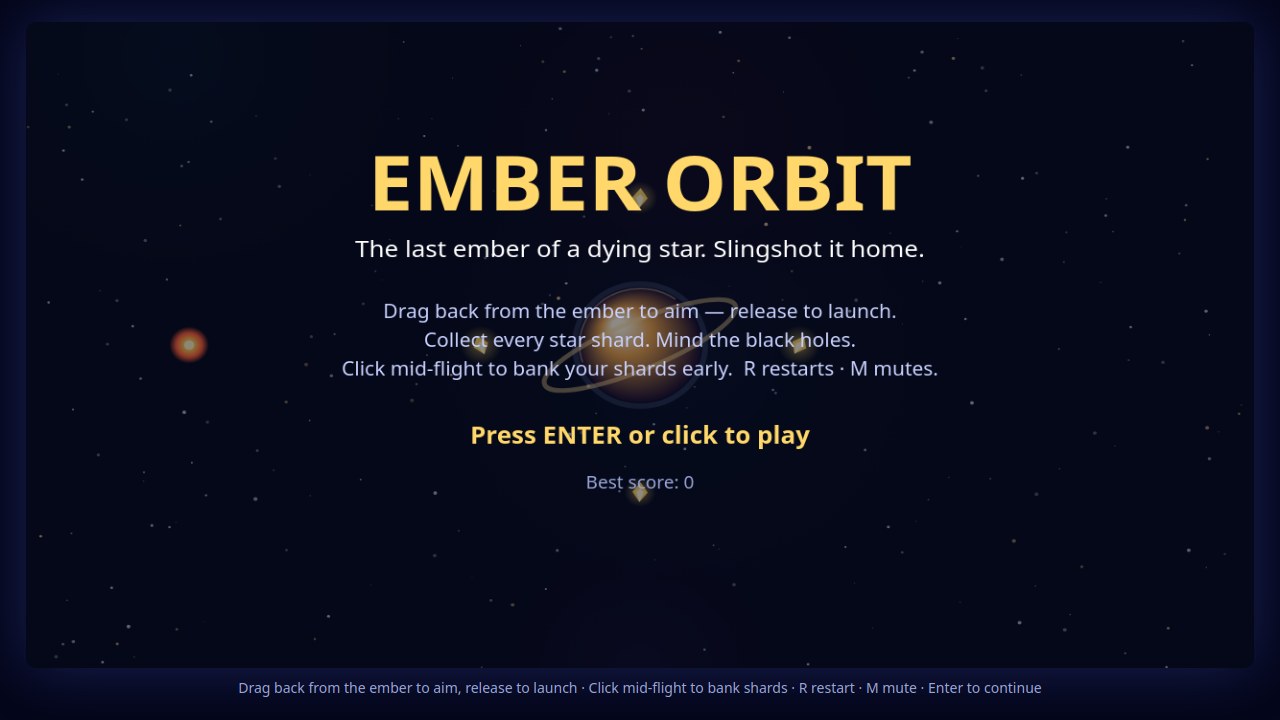 EMBER ORBIT
The last ember of a dying star. Slingshot it home.
Drag back from the ember to aim — release to launch.
Collect every star shard. Mind the black holes.
Click mid-flight to bank your shards early.  R restarts · M mutes.
Press ENTER or click to play
Best score: 0
Drag back from the ember to aim, release to launch · Click mid-flight to bank shards · R restart · M mute · Enter to continue